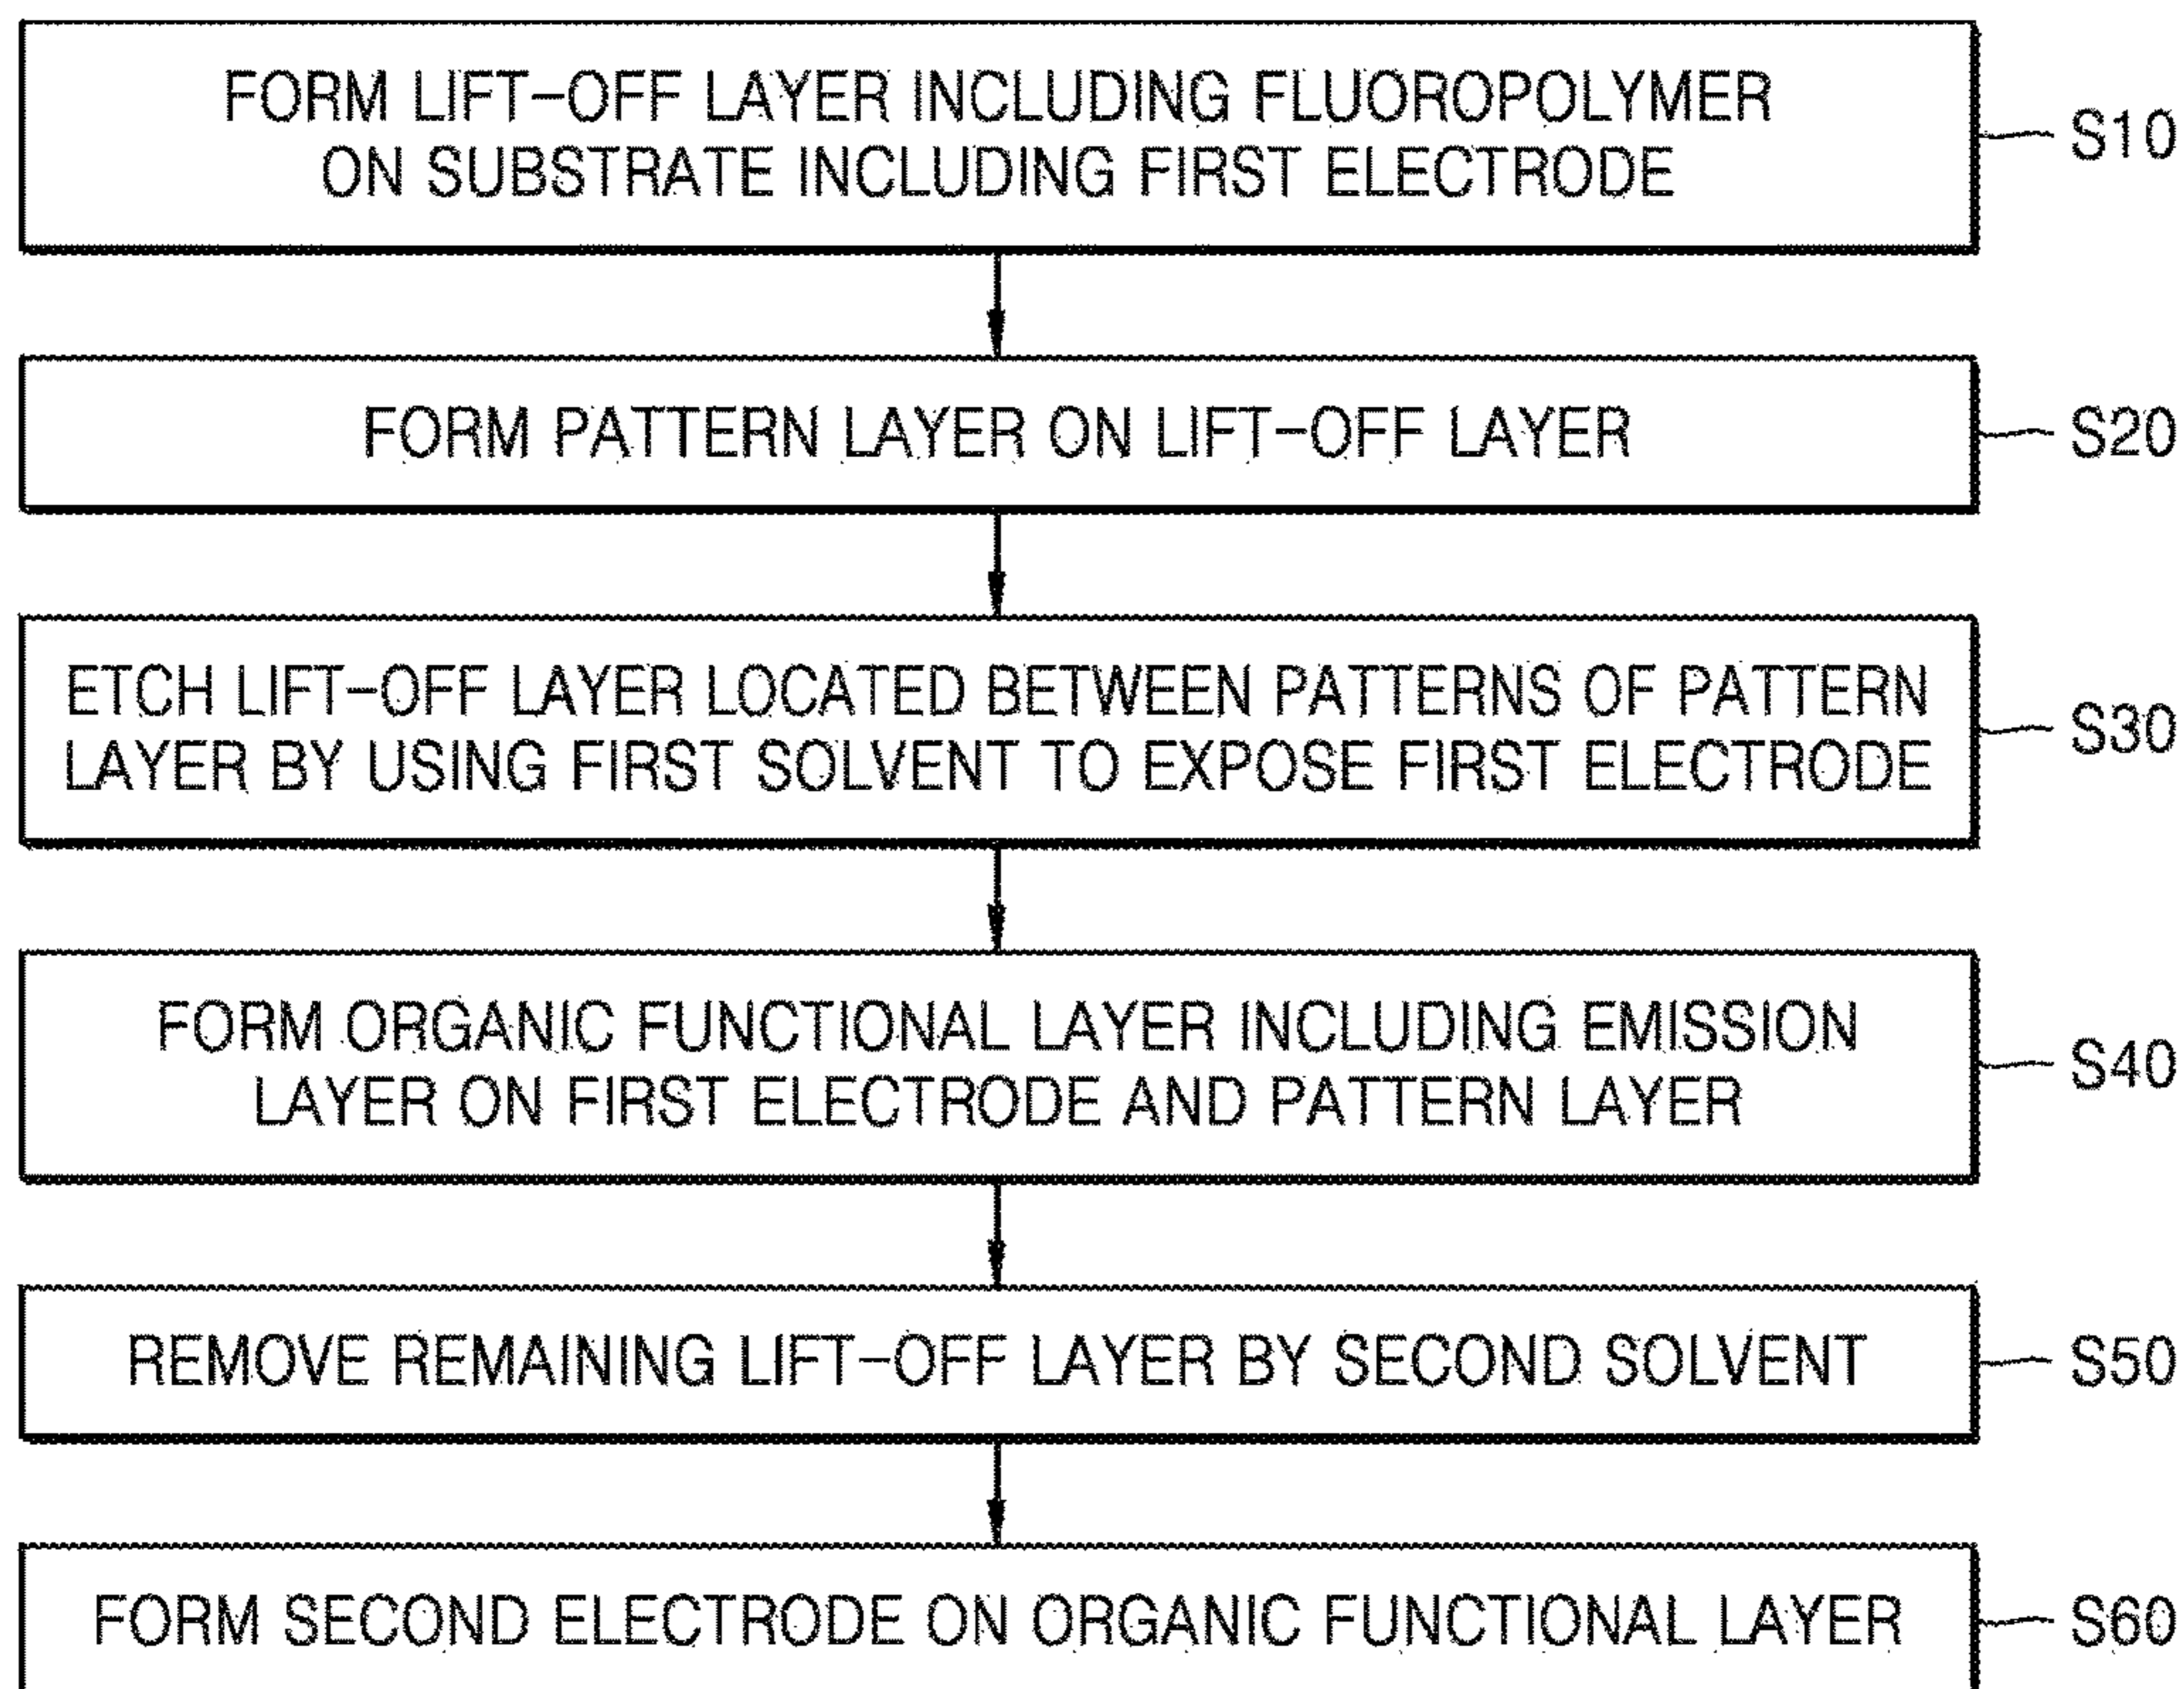 FORM LIFT-OFF LAYER INCLUDING FLUOROPOLYMER
ON SUBSTRATE INCLUDING FIRST ELECTRODE
S10
FORM PATTERN LAYER ON LIFT-OFF LAYER
S20
ETCH LIFT-OFF LAYER LOCATED BETWEEN PATTERNS OF PATTERN
LAYER BY USING FIRST SOLVENT TO EXPOSE FIRST ELECTRODE
S30
FORM ORGANIC FUNCTIONAL LAYER INCLUDING EMISSION
LAYER ON FIRST ELECTRODE AND PATTERN LAYER
S40
REMOVE REMAINING LIFT-OFF LAYER BY SECOND SOLVENT
S50
FORM SECOND ELECTRODE ON ORGANIC FUNCTIONAL LAYER
S60